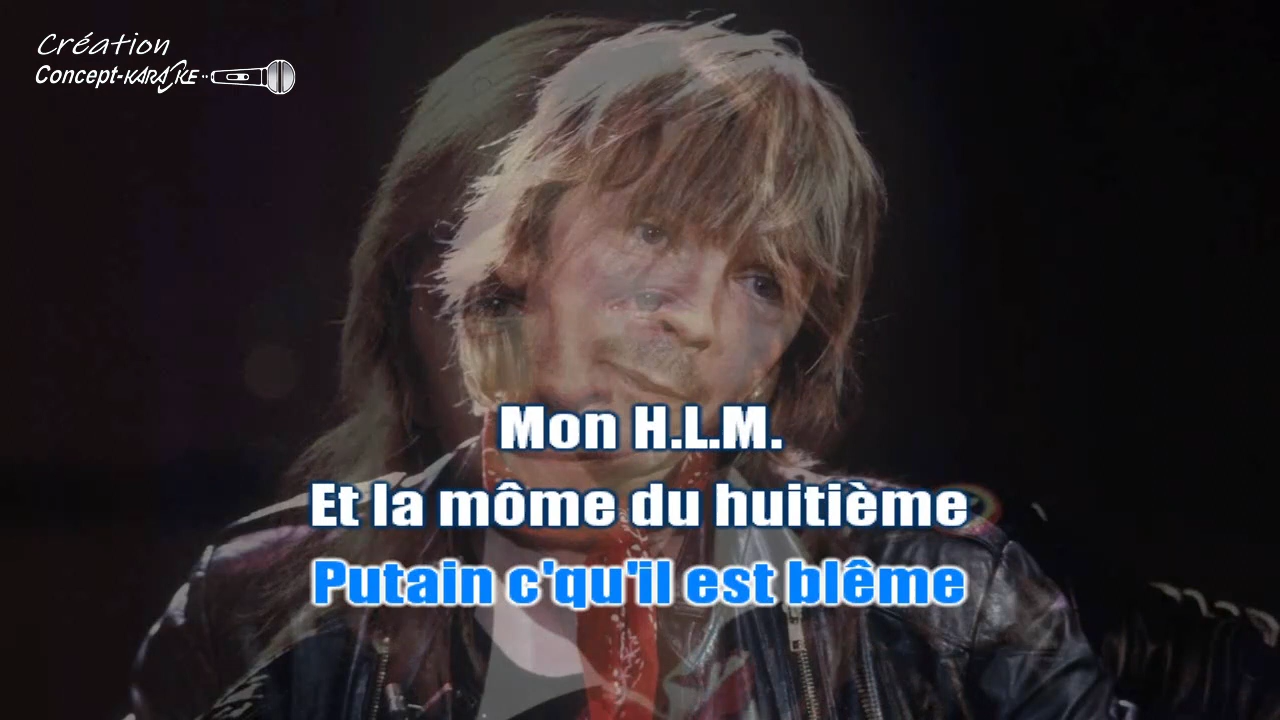 Création
Concept-KARAOKE
Mon H.L.M.
Et la môme du huitième
Putain c'qu'il est blême